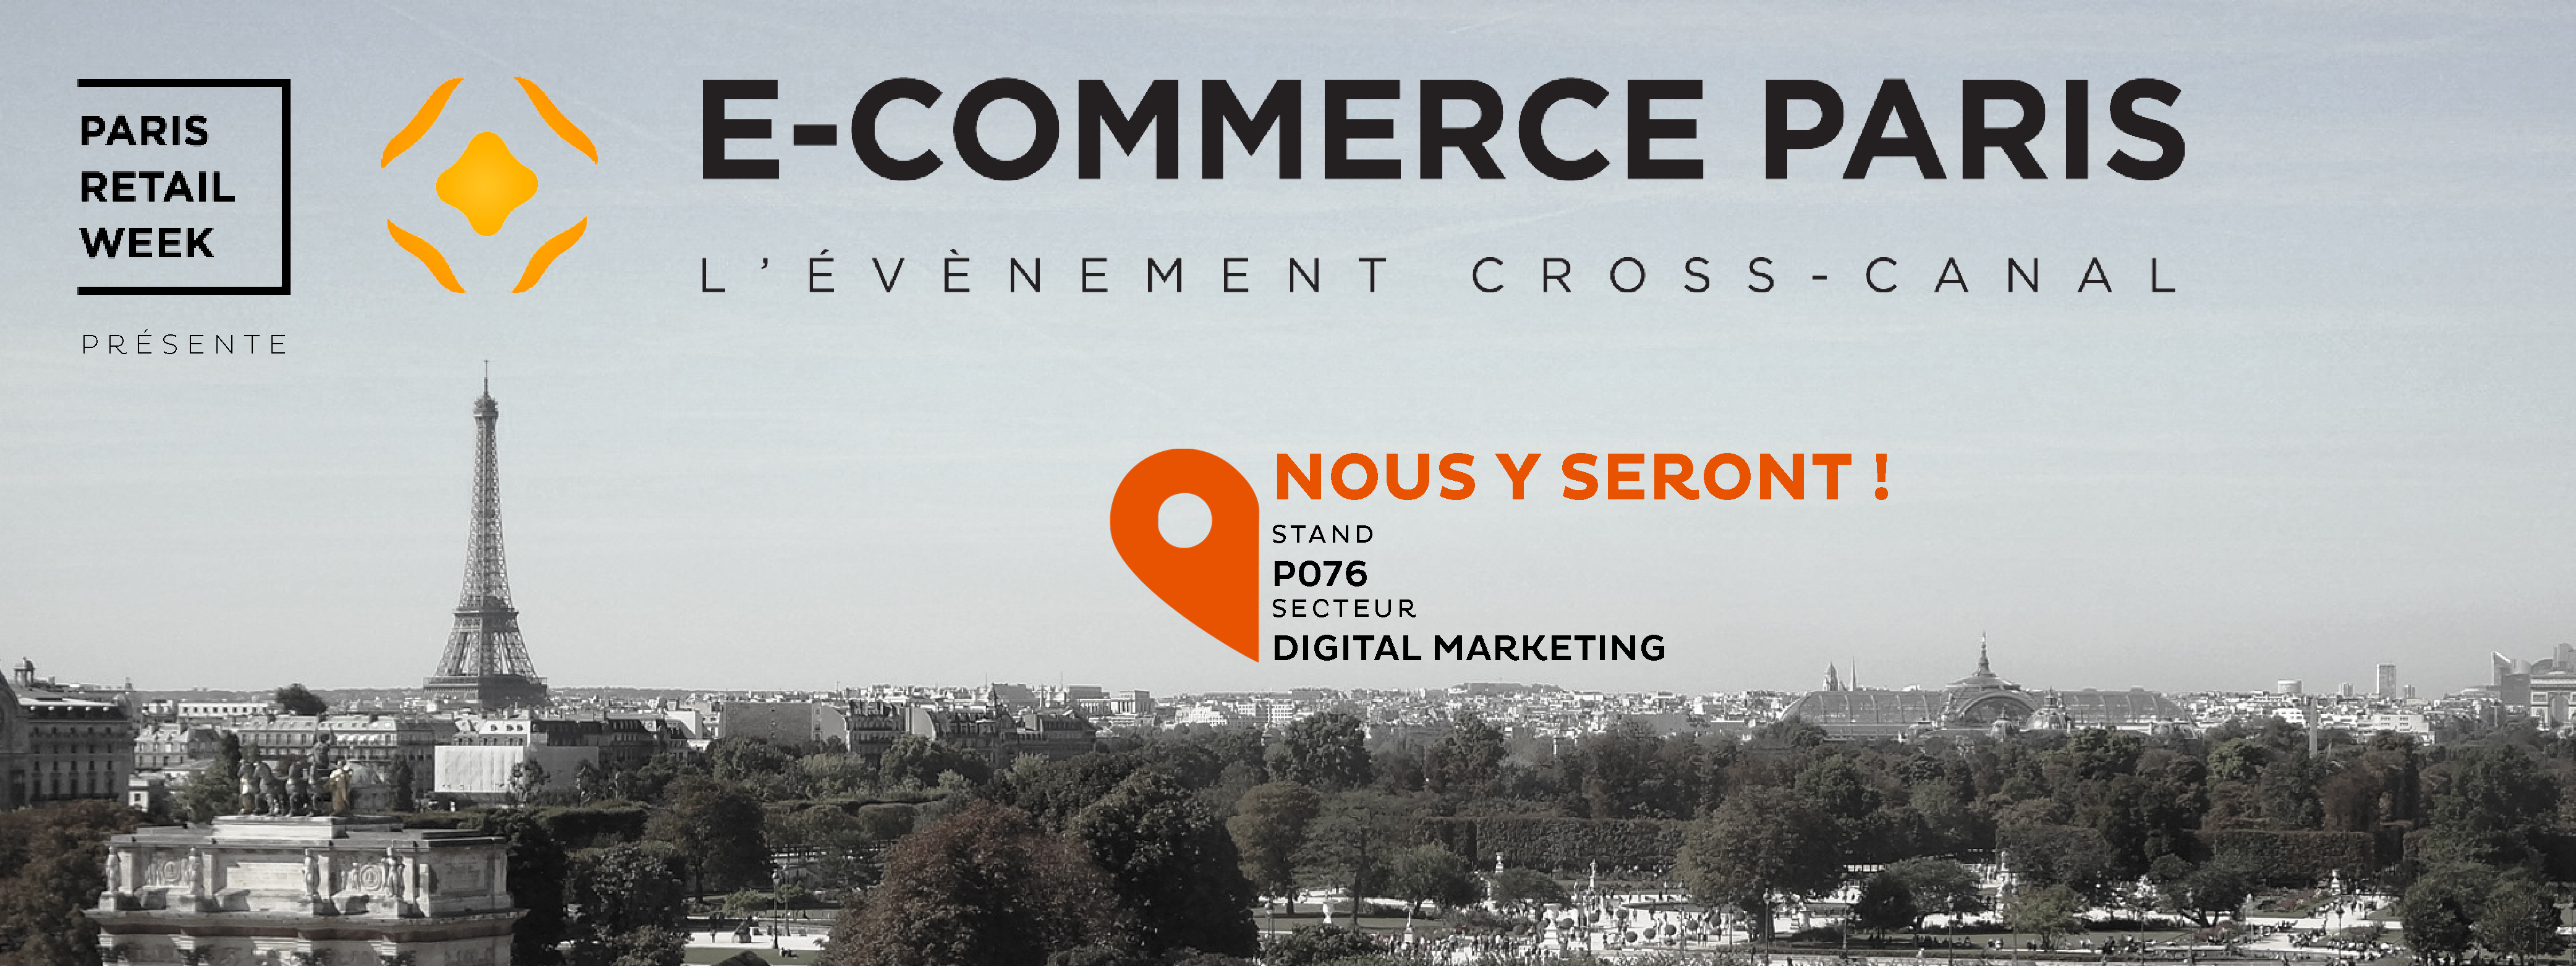 PARIS
RETAIL
WEEK
PRÉSENTE
E-COMMERCE PARIS
L'ÉVÈNEMENT CROSS-CANAL
NOUS Y SERONT !
STAND
P076
SECTEUR
DIGITAL MARKETING